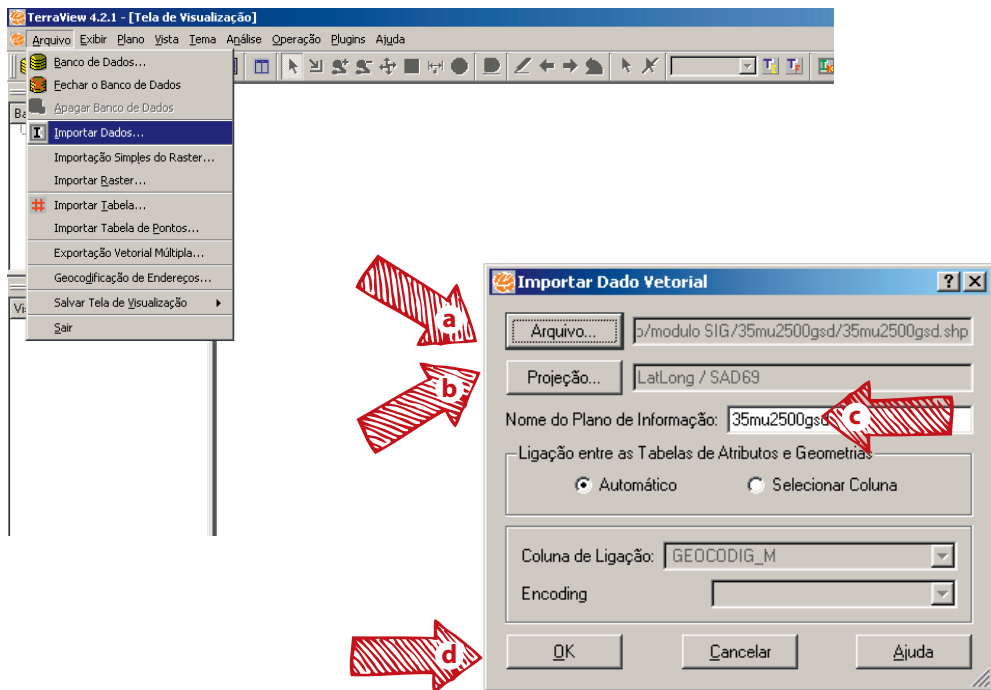 TerraView 4.2.1 - [Tela de Visualização]
Arquivo Exibir Plano Vista Tema Análise Operação Plugins Ajuda
Banco de Dados...
Fechar o Banco de Dados
Apagar Banco de Dados
Ba
Importar Dados...
Importação Simples do Raster...
Importar Raster...
Importar Tabela...
Importar Tabela de Pontos...
Exportação Vetorial Múltipla...
Geocodificação de Endereços...
Vi
Salvar Tela de Visualização
Sair
Importar Dado Vetorial
a
Arquivo...
o/modulo SIG/35mu2500gsd/35mu2500gsd.shp
b
Projeção...
LatLong / SAD69
Nome do Plano de Informação: 35mu2500gsd
c
Ligação entre as Tabelas de Atributos e Geometrias
Automático Selecionar Coluna
Coluna de Ligação: GEOCODIG_M
Encoding
d
OK Cancelar Ajuda